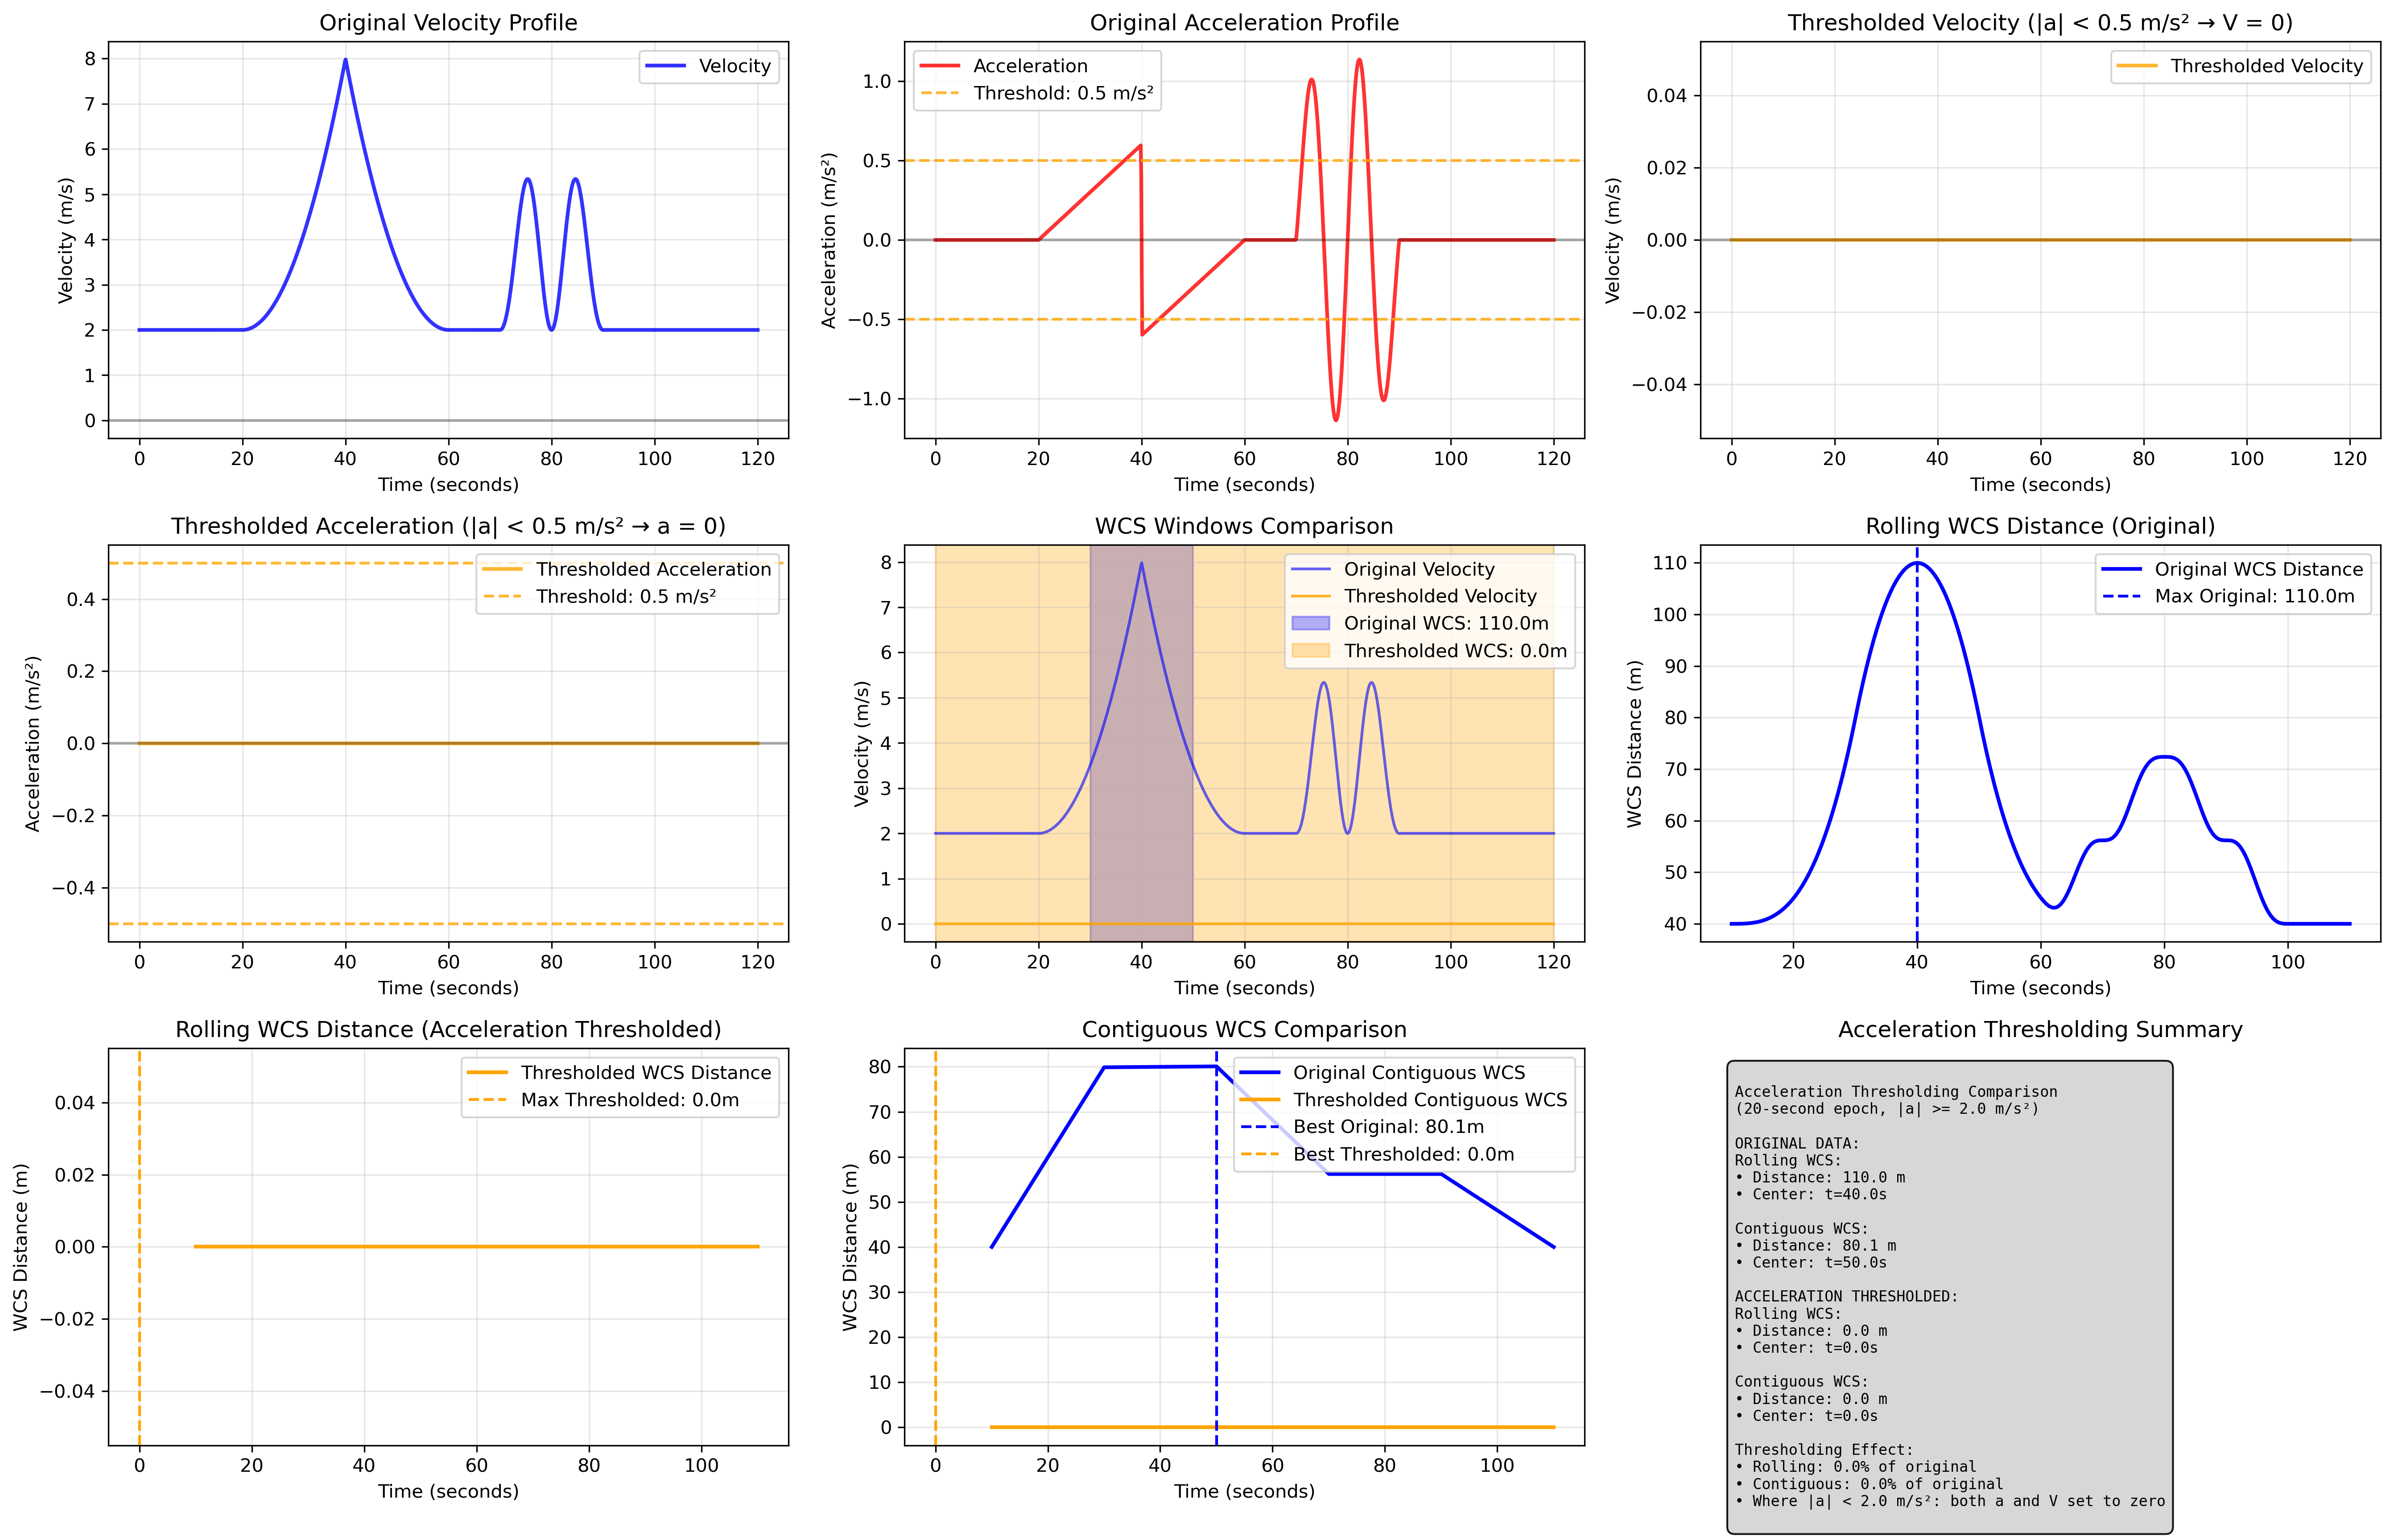 Original Velocity Profile
Velocity
Velocity (m/s)
8
7
6
5
4
3
2
1
0
0 20 40 60 80 100 120
Time (seconds)
Original Acceleration Profile
Acceleration
Threshold: 0.5 m/s²
Acceleration (m/s²)
1.0
0.5
0.0
−0.5
−1.0
0 20 40 60 80 100 120
Time (seconds)
Thresholded Velocity (|a| < 0.5 m/s² → V = 0)
Thresholded Velocity
Velocity (m/s)
0.04
0.02
0.00
−0.02
−0.04
0 20 40 60 80 100 120
Time (seconds)
Thresholded Acceleration (|a| < 0.5 m/s² → a = 0)
Thresholded Acceleration
Threshold: 0.5 m/s²
Acceleration (m/s²)
0.4
0.2
0.0
−0.2
−0.4
0 20 40 60 80 100 120
Time (seconds)
WCS Windows Comparison
Original Velocity
Thresholded Velocity
Original WCS: 110.0m
Thresholded WCS: 0.0m
Velocity (m/s)
8
7
6
5
4
3
2
1
0
0 20 40 60 80 100 120
Time (seconds)
Rolling WCS Distance (Original)
Original WCS Distance
Max Original: 110.0m
WCS Distance (m)
110
100
90
80
70
60
50
40
20 40 60 80 100
Time (seconds)
Rolling WCS Distance (Acceleration Thresholded)
Thresholded WCS Distance
Max Thresholded: 0.0m
WCS Distance (m)
0.04
0.02
0.00
−0.02
−0.04
0 20 40 60 80 100
Time (seconds)
Contiguous WCS Comparison
Original Contiguous WCS
Thresholded Contiguous WCS
Best Original: 80.1m
Best Thresholded: 0.0m
WCS Distance (m)
80
70
60
50
40
30
20
10
0
0 20 40 60 80 100
Time (seconds)
Acceleration Thresholding Summary
Acceleration Thresholding Comparison
(20-second epoch, |a| >= 2.0 m/s²)
ORIGINAL DATA:
Rolling WCS:
• Distance: 110.0 m
• Center: t=40.0s
Contiguous WCS:
• Distance: 80.1 m
• Center: t=50.0s
ACCELERATION THRESHOLDED:
Rolling WCS:
• Distance: 0.0 m
• Center: t=0.0s
Contiguous WCS:
• Distance: 0.0 m
• Center: t=0.0s
Thresholding Effect:
• Rolling: 0.0% of original
• Contiguous: 0.0% of original
• Where |a| < 2.0 m/s²: both a and V set to zero